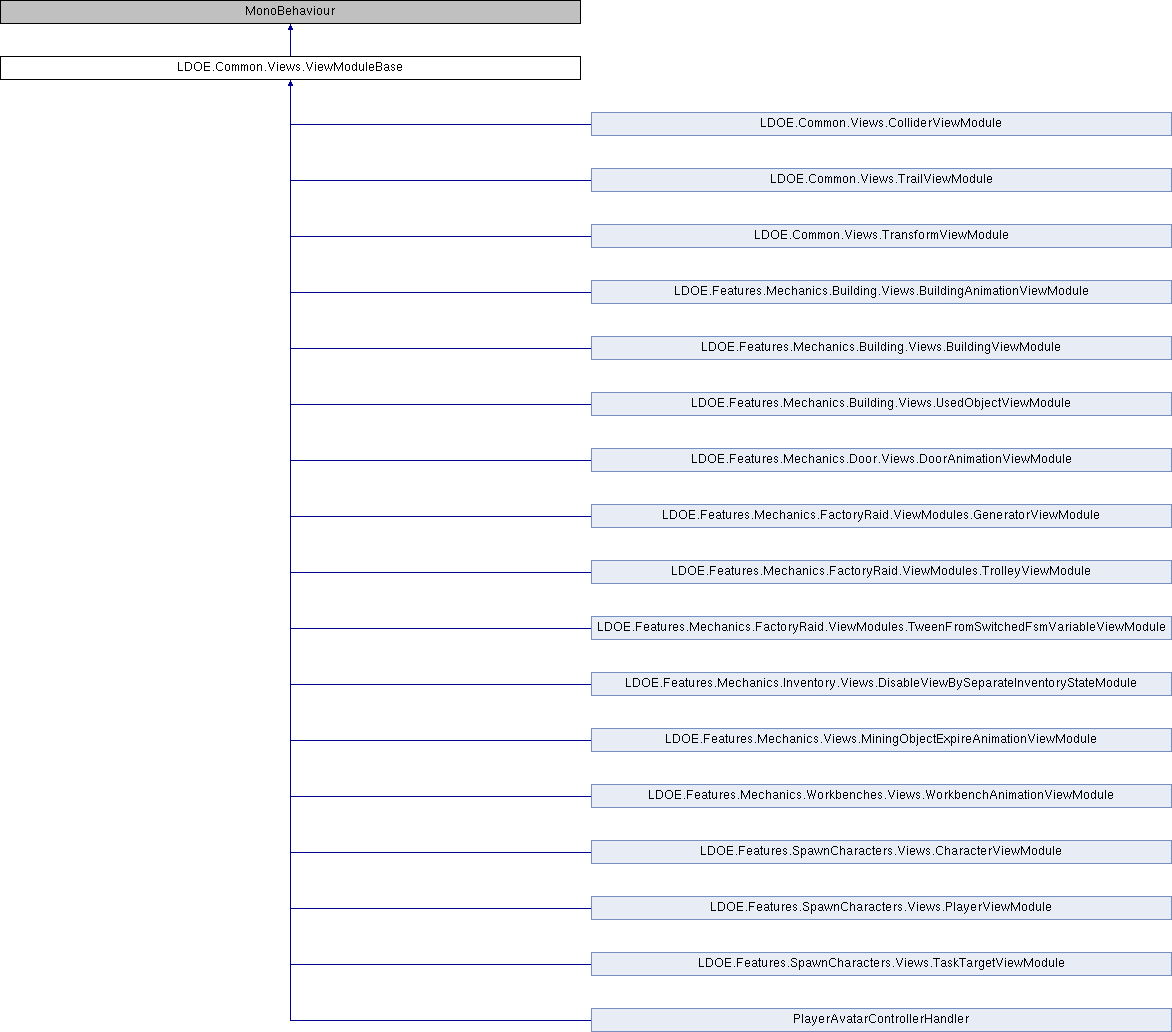 MonoBehaviour
LDOE.Common.Views.ViewModuleBase
LDOE.Common.Views.ColliderViewModule
LDOE.Common.Views.TrailViewModule
LDOE.Common.Views.TransformViewModule
LDOE.Features.Mechanics.Building.Views.BuildingAnimationViewModule
LDOE.Features.Mechanics.Building.Views.BuildingViewModule
LDOE.Features.Mechanics.Building.Views.UsedObjectViewModule
LDOE.Features.Mechanics.Door.Views.DoorAnimationViewModule
LDOE.Features.Mechanics.FactoryRaid.ViewModules.GeneratorViewModule
LDOE.Features.Mechanics.FactoryRaid.ViewModules.TrolleyViewModule
LDOE.Features.Mechanics.FactoryRaid.ViewModules.TweenFromSwitchedFsmVariableViewModule
LDOE.Features.Mechanics.Inventory.Views.DisableViewBySeparateInventoryStateModule
LDOE.Features.Mechanics.Views.MiningObjectExpireAnimationViewModule
LDOE.Features.Mechanics.Workbenches.Views.WorkbenchAnimationViewModule
LDOE.Features.SpawnCharacters.Views.CharacterViewModule
LDOE.Features.SpawnCharacters.Views.PlayerViewModule
LDOE.Features.SpawnCharacters.Views.TaskTargetViewModule
PlayerAvatarControllerHandler